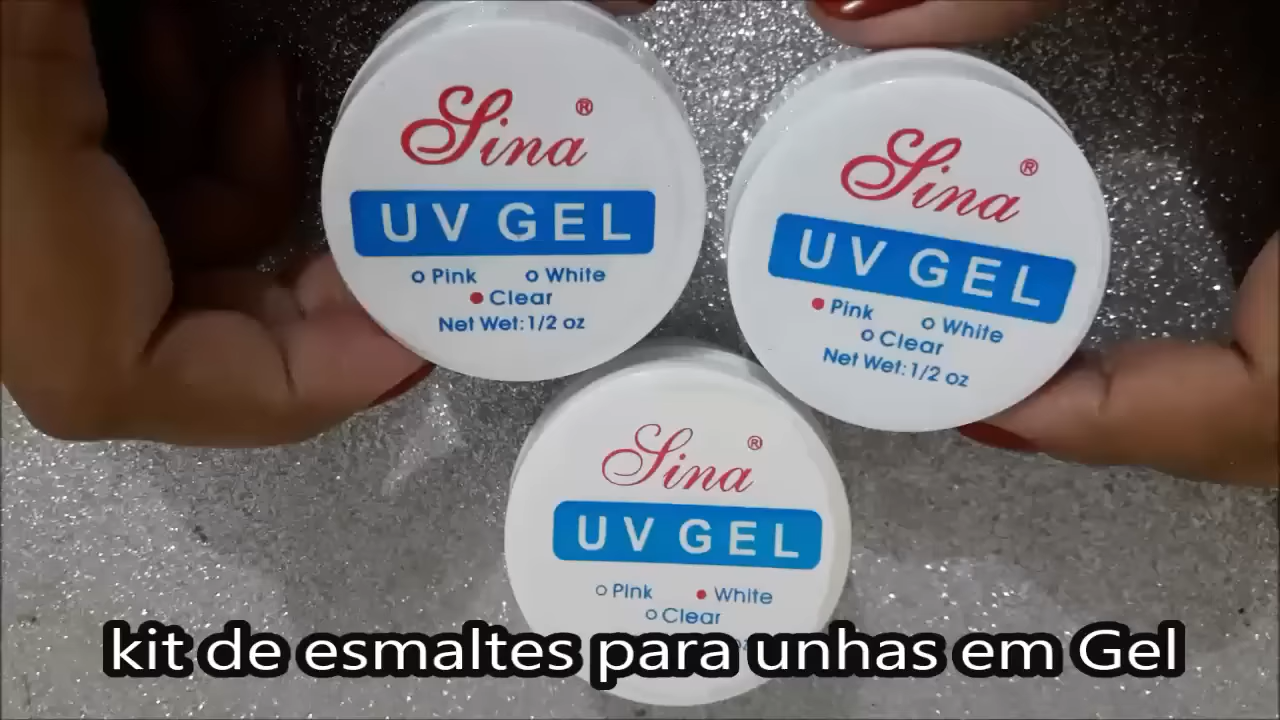 Sina ®
UV GEL
Pink White
Clear
Net Wet: 1/2 oz
Sina ®
UV GEL
Pink White
Clear
Net Wet: 1/2 oz
Sina ®
UV GEL
Pink White
Clear
kit de esmaltes para unhas em Gel